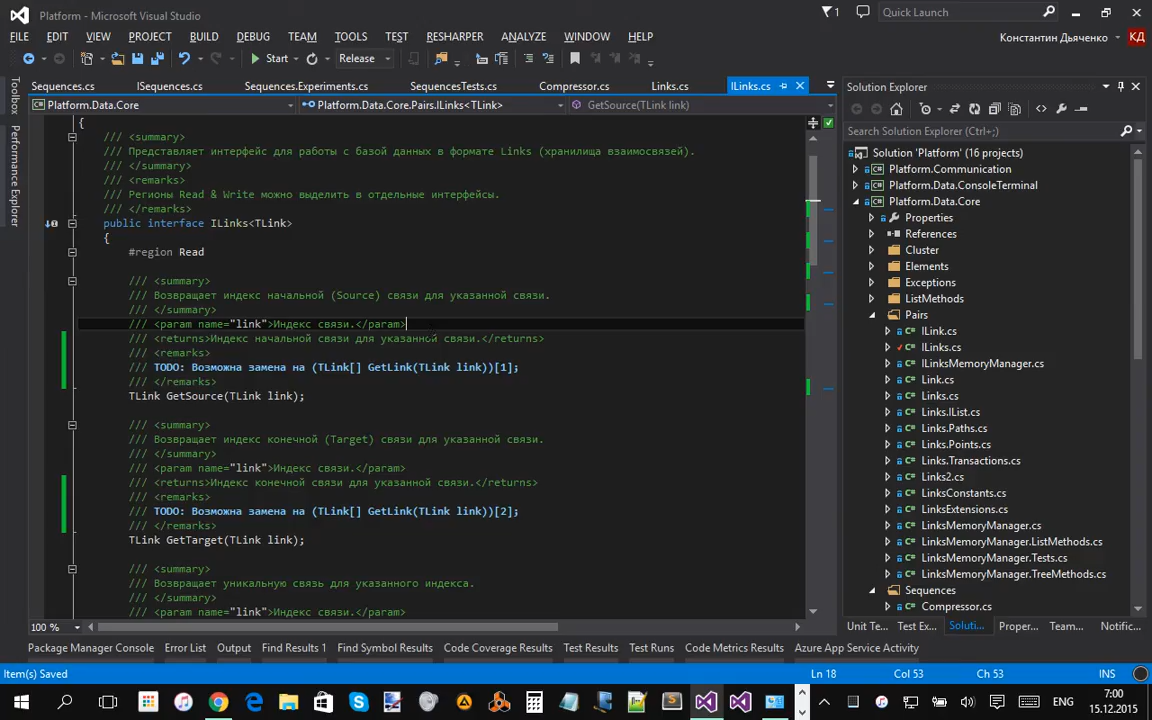 Platform - Microsoft Visual Studio
1
Quick Launch
FILE EDIT VIEW PROJECT BUILD DEBUG TEAM TOOLS TEST RESHARPER ANALYZE WINDOW HELP
Константин Дьяченко КД
Start Release
Toolbox
Performance Explorer
Sequences.cs ISequences.cs Sequences.Experiments.cs SequencesTests.cs Compressor.cs Links.cs ILinks.cs
Platform.Data.Core Platform.Data.Core.Pairs.ILinks<TLink> GetSource(TLink link)
{
/// <summary>
/// Представляет интерфейс для работы с базой данных в формате Links (хранилища взаимосвязей).
/// </summary>
/// <remarks>
/// Регионы Read & Write можно выделить в отдельные интерфейсы.
/// </remarks>
public interface ILinks<TLink>
{
#region Read
/// <summary>
/// Возвращает индекс начальной (Source) связи для указанной связи.
/// </summary>
/// <param name="link">Индекс связи.</param>
/// <returns>Индекс начальной связи для указанной связи.</returns>
/// <remarks>
/// TODO: Возможна замена на (TLink[] GetLink(TLink link))[1];
/// </remarks>
TLink GetSource(TLink link);
/// <summary>
/// Возвращает индекс конечной (Target) связи для указанной связи.
/// </summary>
/// <param name="link">Индекс связи.</param>
/// <returns>Индекс конечной связи для указанной связи.</returns>
/// <remarks>
/// TODO: Возможна замена на (TLink[] GetLink(TLink link))[2];
/// </remarks>
TLink GetTarget(TLink link);
/// <summary>
/// Возвращает уникальную связь для указанного индекса.
/// </summary>
/// <param name="link">Индекс связи.</param>
100 %
Solution Explorer
Search Solution Explorer (Ctrl+;)
Solution 'Platform' (16 projects)
Platform.Communication
Platform.Data.ConsoleTerminal
Platform.Data.Core
Properties
References
Cluster
Elements
Exceptions
ListMethods
Pairs
ILink.cs
ILinks.cs
ILinksMemoryManager.cs
Link.cs
Links.cs
Links.IList.cs
Links.Paths.cs
Links.Points.cs
Links.Transactions.cs
Links2.cs
LinksConstants.cs
LinksExtensions.cs
LinksMemoryManager.cs
LinksMemoryManager.ListMethods.cs
LinksMemoryManager.Tests.cs
LinksMemoryManager.TreeMethods.cs
Sequences
Compressor.cs
Unit Te... Test Ex... Soluti... Proper... Team... Notific...
Package Manager Console Error List Output Find Results 1 Find Symbol Results Code Coverage Results Test Results Test Runs Code Metrics Results Azure App Service Activity
Item(s) Saved Ln 18 Col 53 Ch 53 INS
ENG
7:00
15.12.2015